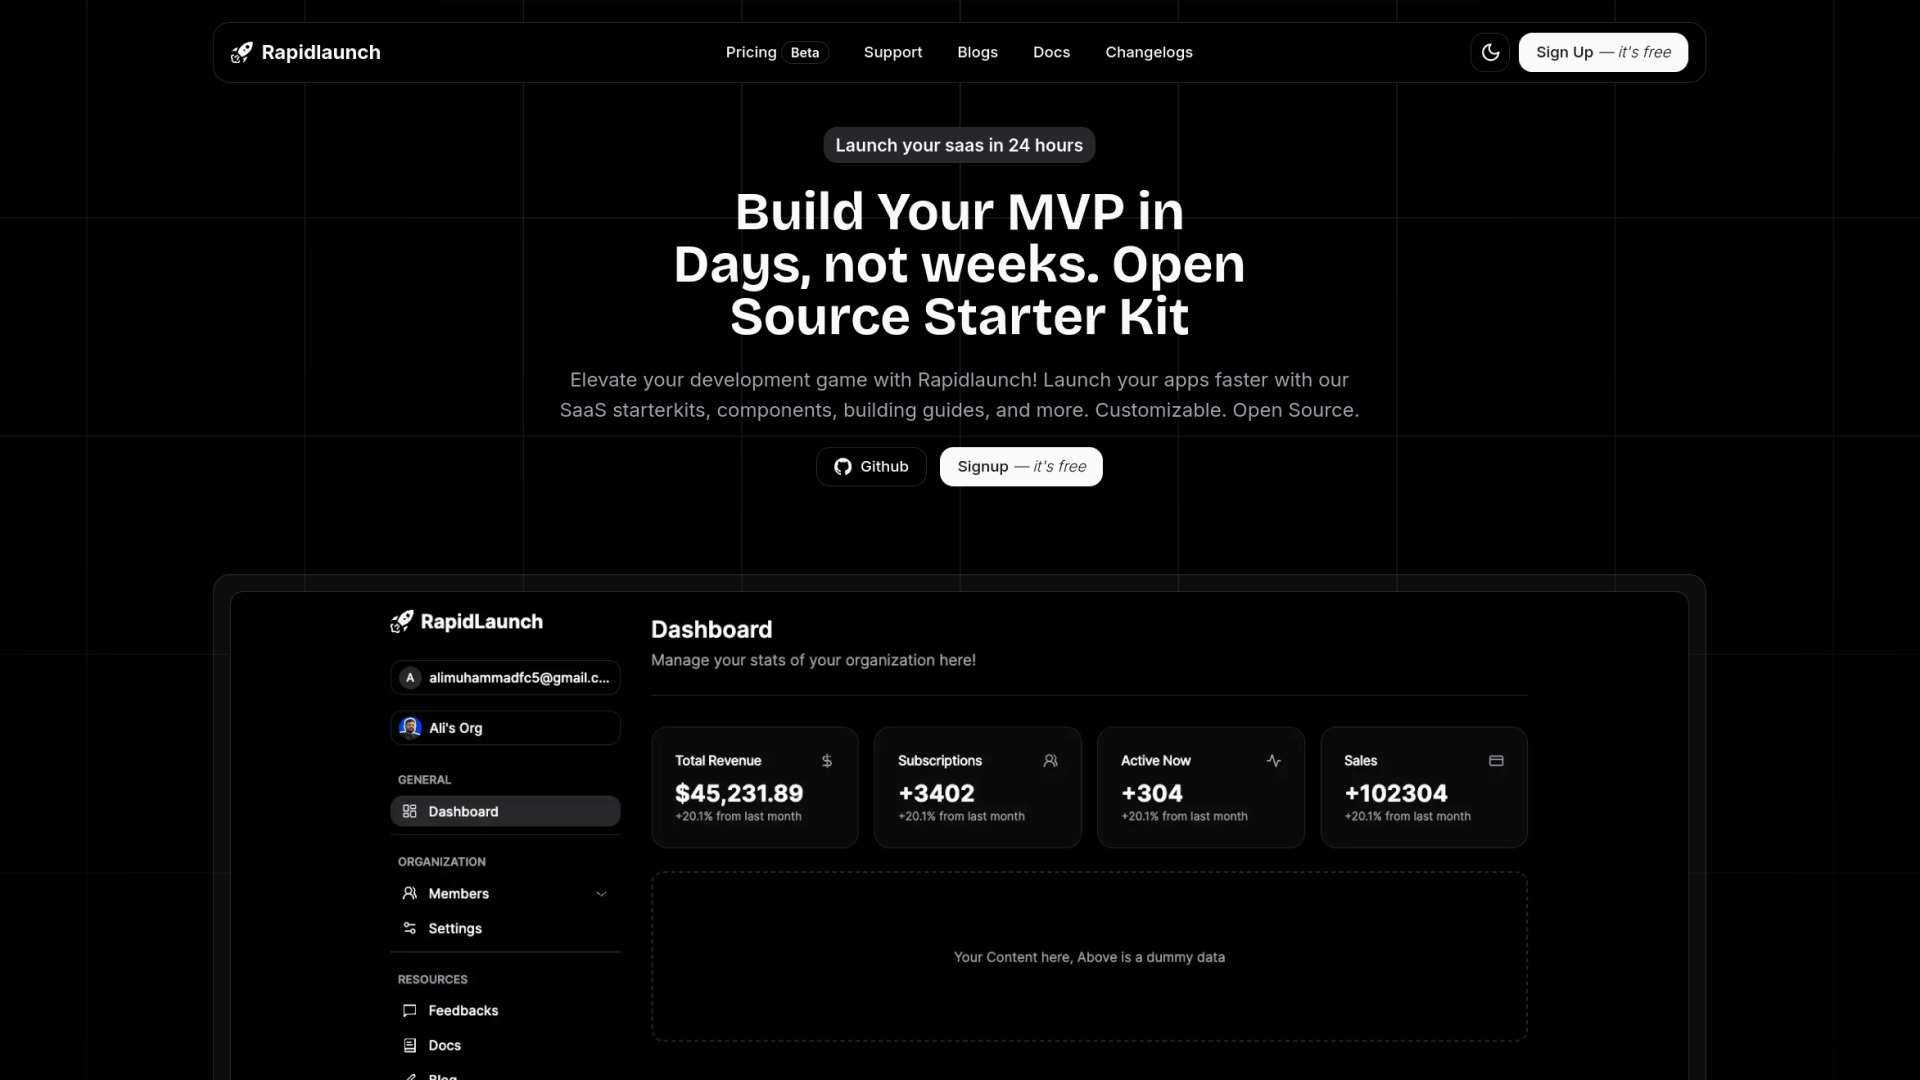 Rapidlaunch
Pricing Beta
Support
Blogs
Docs
Changelogs
Sign Up — it's free
Launch your saas in 24 hours
Build Your MVP in
Days, not weeks. Open
Source Starter Kit
Elevate your development game with Rapidlaunch! Launch your apps faster with our
SaaS starterkits, components, building guides, and more. Customizable. Open Source.
Github
Signup — it's free
RapidLaunch
A alimuhammadfc5@gmail.c...
Ali's Org
GENERAL
Dashboard
ORGANIZATION
Members
Settings
RESOURCES
Feedbacks
Docs
Blog
Dashboard
Manage your stats of your organization here!
Total Revenue
$45,231.89
+20.1% from last month
Subscriptions
+3402
+20.1% from last month
Active Now
+304
+20.1% from last month
Sales
+102304
+20.1% from last month
Your Content here, Above is a dummy data